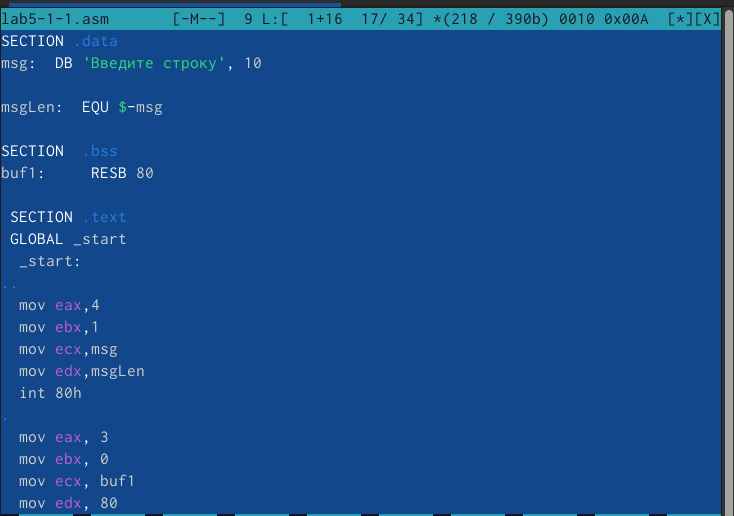 lab5-1-1.asm [-M--] 9 L:[ 1+16 17/ 34] *(218 / 390b) 0010 0x00A [*][X]
SECTION .data
msg: DB 'Введите строку', 10
msgLen: EQU $-msg
SECTION .bss
buf1: RESB 80
SECTION .text
GLOBAL _start
_start:
..
mov eax,4
mov ebx,1
mov ecx,msg
mov edx,msgLen
int 80h
.
mov eax, 3
mov ebx, 0
mov ecx, buf1
mov edx, 80